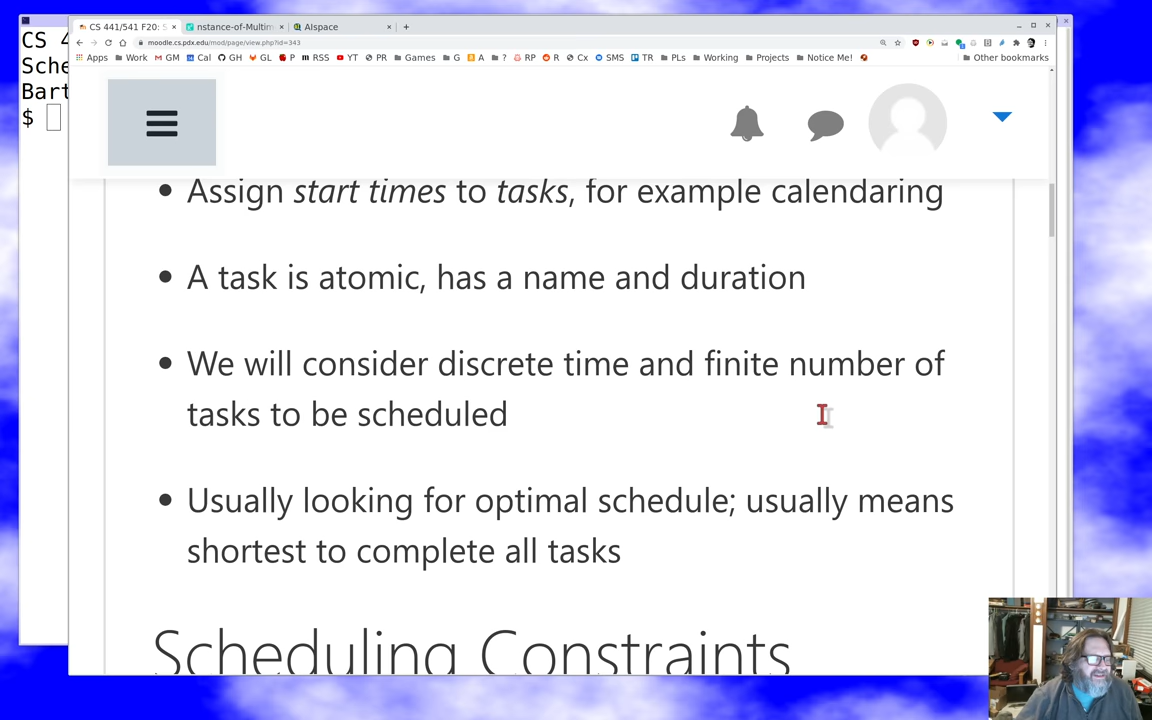 CS 441/541 F20: S
nstance-of-Multim
AIspace
moodle.cs.pdx.edu/mod/page/view.php?id=343
Apps Work GM Cal GH GL P RSS YT PR Games G A ? RP R Cx SMS TR PLs Working Projects Notice Me! Other bookmarks
CS 4
Sche
Bart
$
• Assign start times to tasks, for example calendaring
• A task is atomic, has a name and duration
• We will consider discrete time and finite number of
tasks to be scheduled
• Usually looking for optimal schedule; usually means
shortest to complete all tasks
Scheduling Constraints